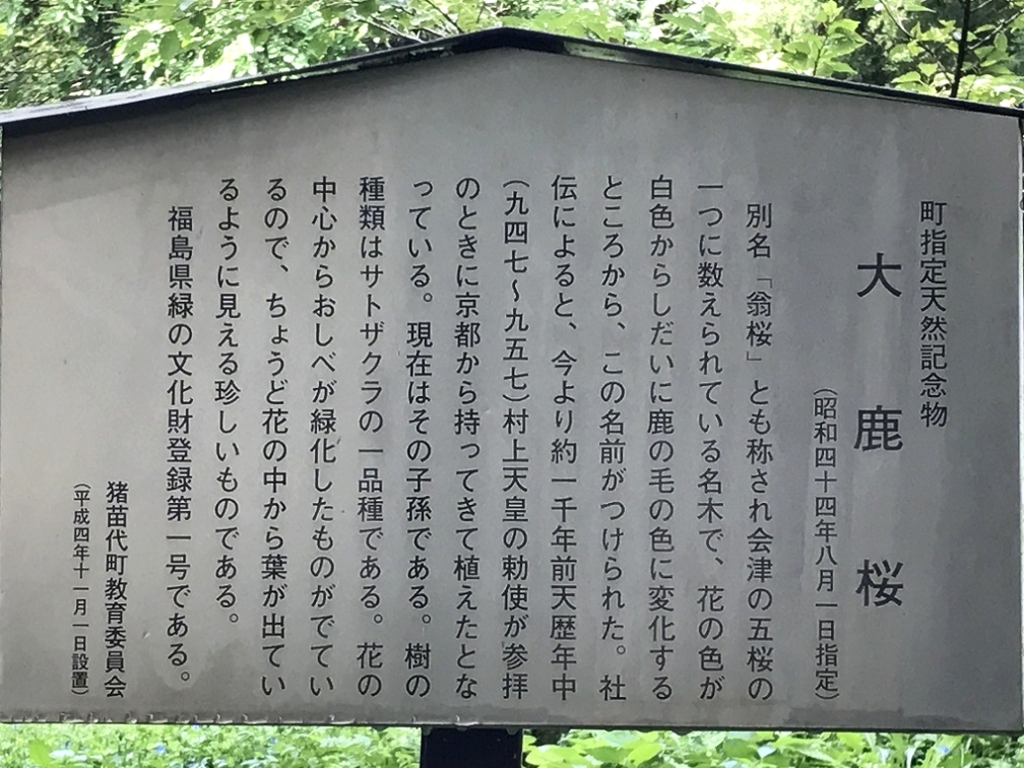 町指定天然記念物
大鹿桜
（昭和四十四年八月一日指定）
別名「翁桜」とも称され会津の五桜の
一つに数えられている名木で、花の色が
白色からしだいに鹿の毛の色に変化する
ところから、この名前がつけられた。社
伝によると、今より約一千年前天歴年中
（九四七〜九五七）村上天皇の勅使が参拝
のときに京都から持ってきて植えたとな
っている。現在はその子孫である。樹の
種類はサトザクラの一品種である。花の
中心からおしべが緑化したものがでてい
るので、ちょうど花の中から葉が出てい
るように見える珍しいものである。
福島県緑の文化財登録第一号である。
猪苗代町教育委員会
（平成四年十一月一日設置）